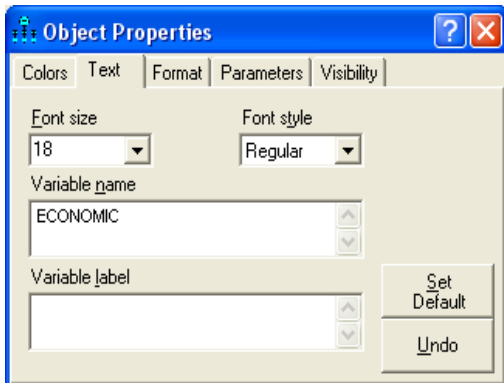 Object Properties
Colors Text Format Parameters Visibility
Font size Font style
18 Regular
Variable name
ECONOMIC
Variable label
Set
Default
Undo